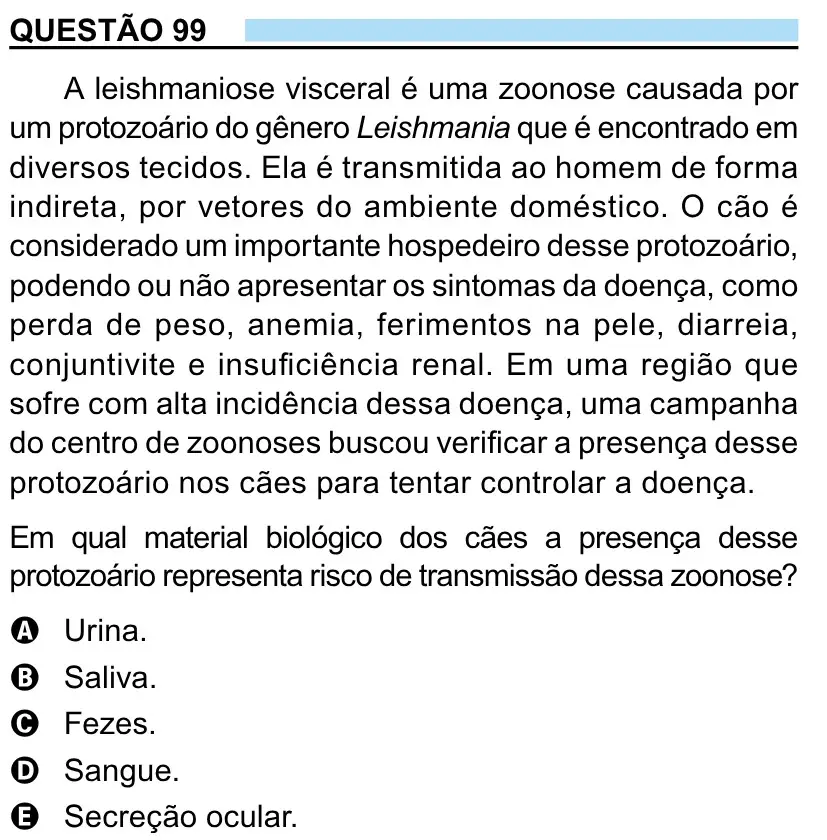 QUESTÃO 99
A leishmaniose visceral é uma zoonose causada por
um protozoário do gênero Leishmania que é encontrado em
diversos tecidos. Ela é transmitida ao homem de forma
indireta, por vetores do ambiente doméstico. O cão é
considerado um importante hospedeiro desse protozoário,
podendo ou não apresentar os sintomas da doença, como
perda de peso, anemia, ferimentos na pele, diarreia,
conjuntivite e insuficiência renal. Em uma região que
sofre com alta incidência dessa doença, uma campanha
do centro de zoonoses buscou verificar a presença desse
protozoário nos cães para tentar controlar a doença.
Em qual material biológico dos cães a presença desse
protozoário representa risco de transmissão dessa zoonose?
A Urina.
B Saliva.
C Fezes.
D Sangue.
E Secreção ocular.